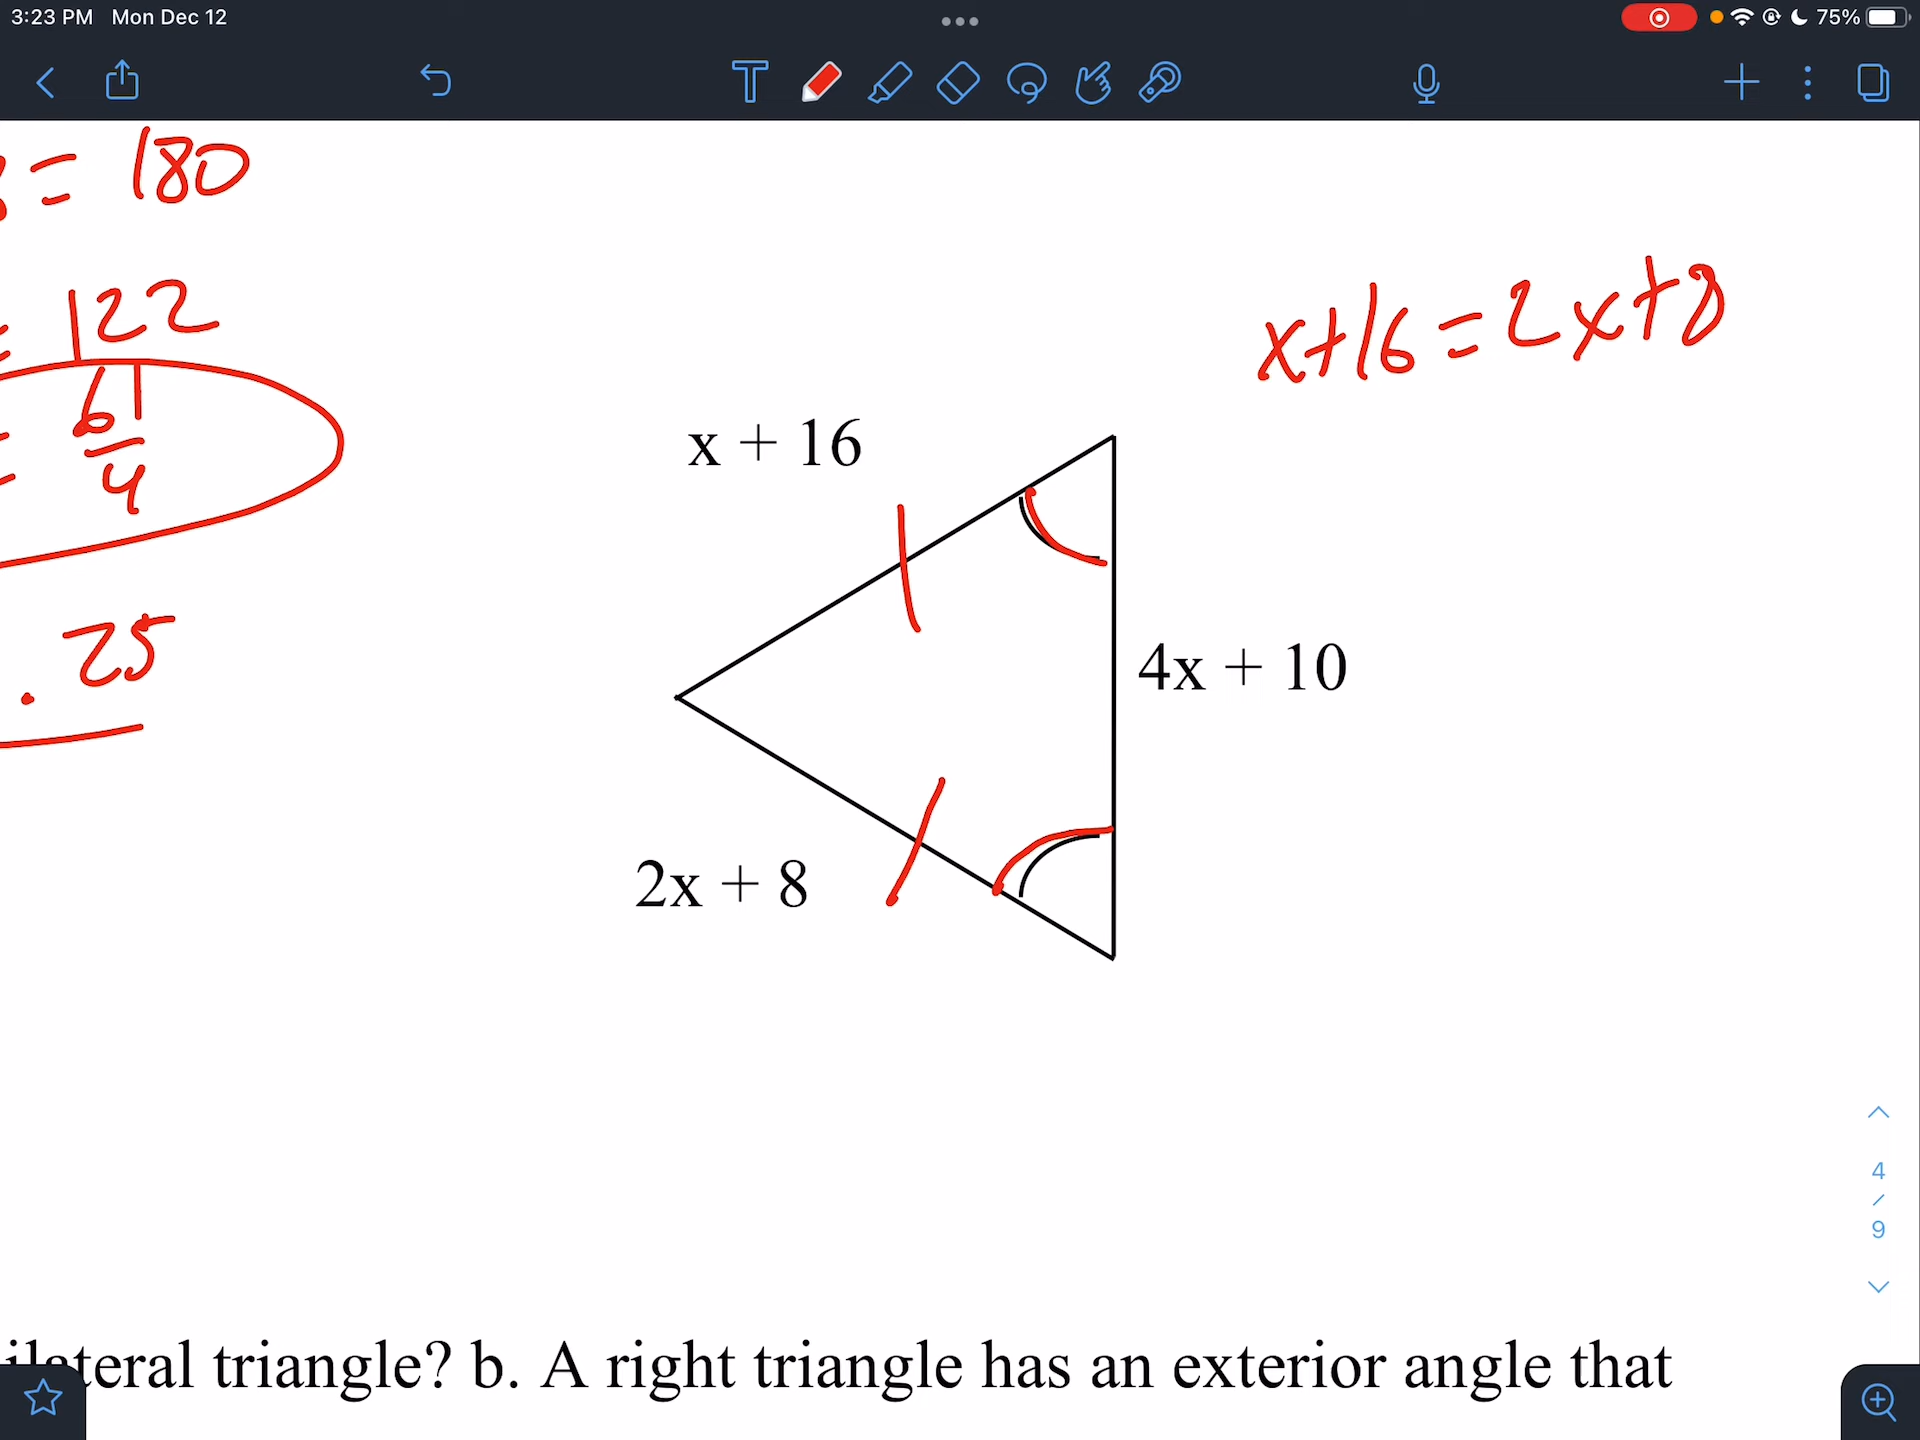 3:23 PM Mon Dec 12
75%
= 180
= 122
61
4
. 25
x+16=2x+8
x + 16
4x + 10
2x + 8
4
/
9
ilateral triangle? b. A right triangle has an exterior angle that